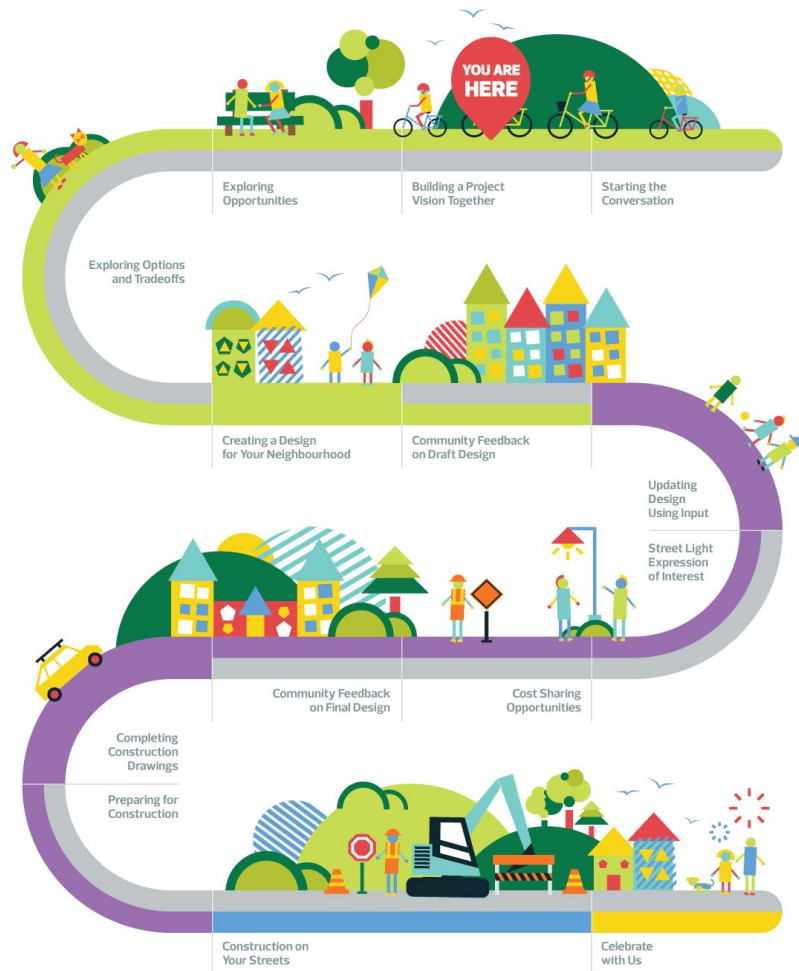 YOU ARE
HERE
Exploring
Opportunities
Building a Project
Vision Together
Starting the
Conversation
Exploring Options
and Tradeoffs
Creating a Design
for Your Neighbourhood
Community Feedback
on Draft Design
Updating
Design
Using Input
Street Light
Expression
of Interest
Community Feedback
on Final Design
Cost Sharing
Opportunities
Completing
Construction
Drawings
Preparing for
Construction
Construction on
Your Streets
Celebrate
with Us